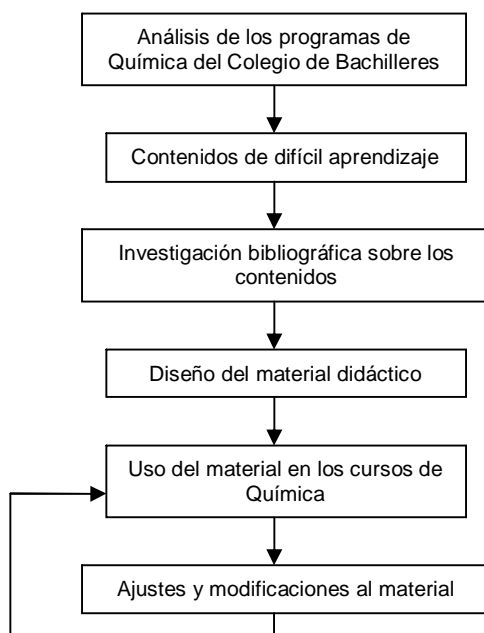 Análisis de los programas de
Química del Colegio de Bachilleres
Contenidos de difícil aprendizaje
Investigación bibliográfica sobre los
contenidos
Diseño del material didáctico
Uso del material en los cursos de
Química
Ajustes y modificaciones al material